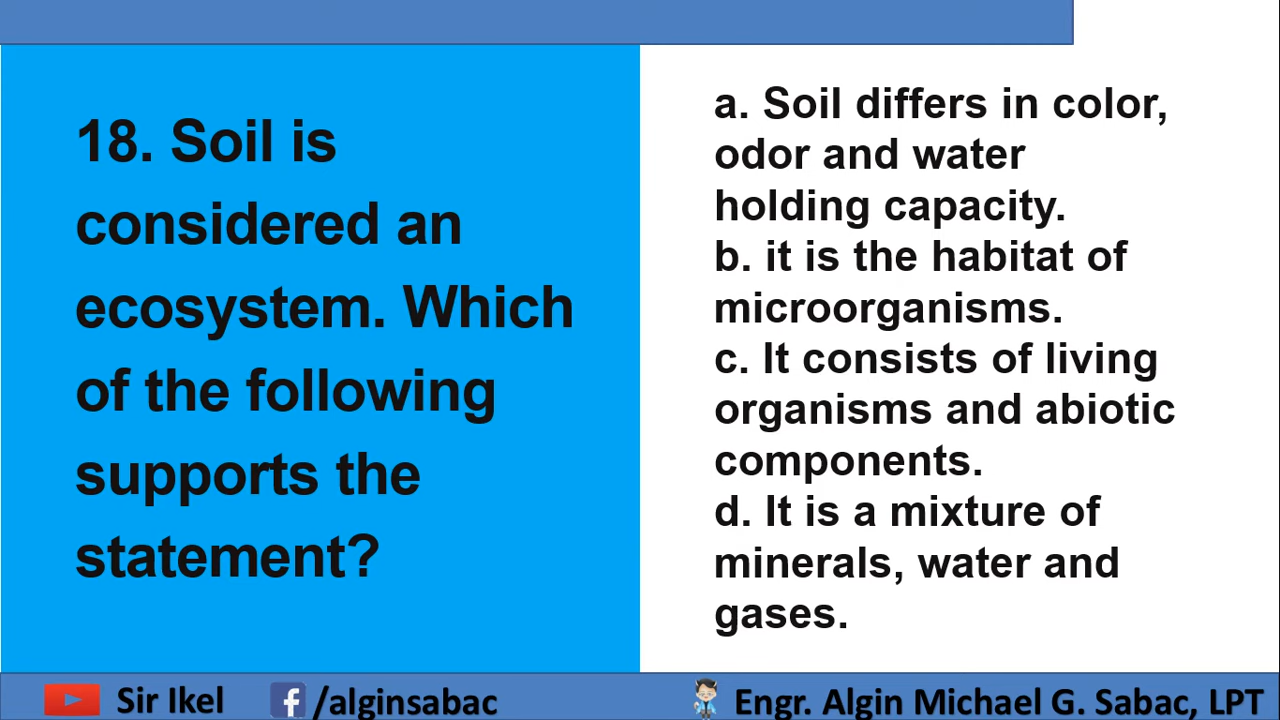 18. Soil is
considered an
ecosystem. Which
of the following
supports the
statement?
a. Soil differs in color,
odor and water
holding capacity.
b. it is the habitat of
microorganisms.
c. It consists of living
organisms and abiotic
components.
d. It is a mixture of
minerals, water and
gases.
Sir Ikel
f /alginsabac
Engr. Algin Michael G. Sabac, LPT